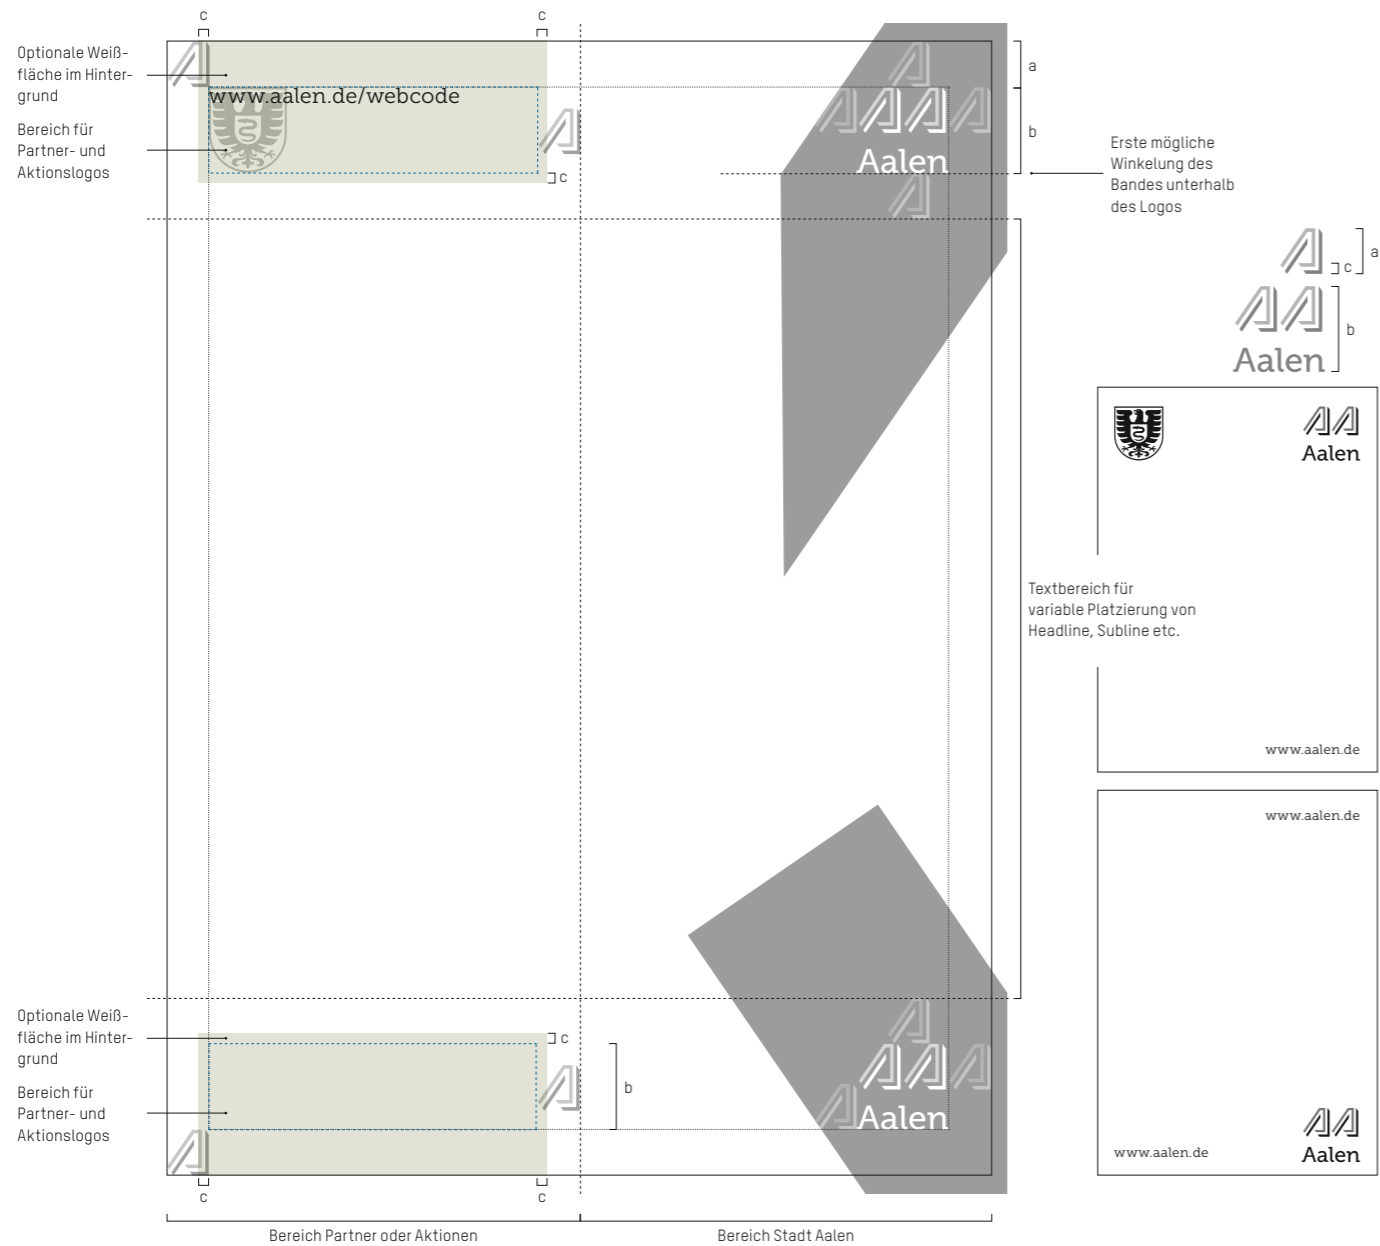 c
c
Optionale Weiß-
fläche im Hinter-
grund
Bereich für
Partner- und
Aktionslogos
www.aalen.de/webcode
c
Aalen
a
b
Erste mögliche
Winkelung des
Bandes unterhalb
des Logos
c
a
b
Aalen
Aalen
Textbereich für
variable Platzierung von
Headline, Subline etc.
www.aalen.de
www.aalen.de
www.aalen.de
Aalen
Optionale Weiß-
fläche im Hinter-
grund
Bereich für
Partner- und
Aktionslogos
c
b
Aalen
c
c
Bereich Partner oder Aktionen
Bereich Stadt Aalen